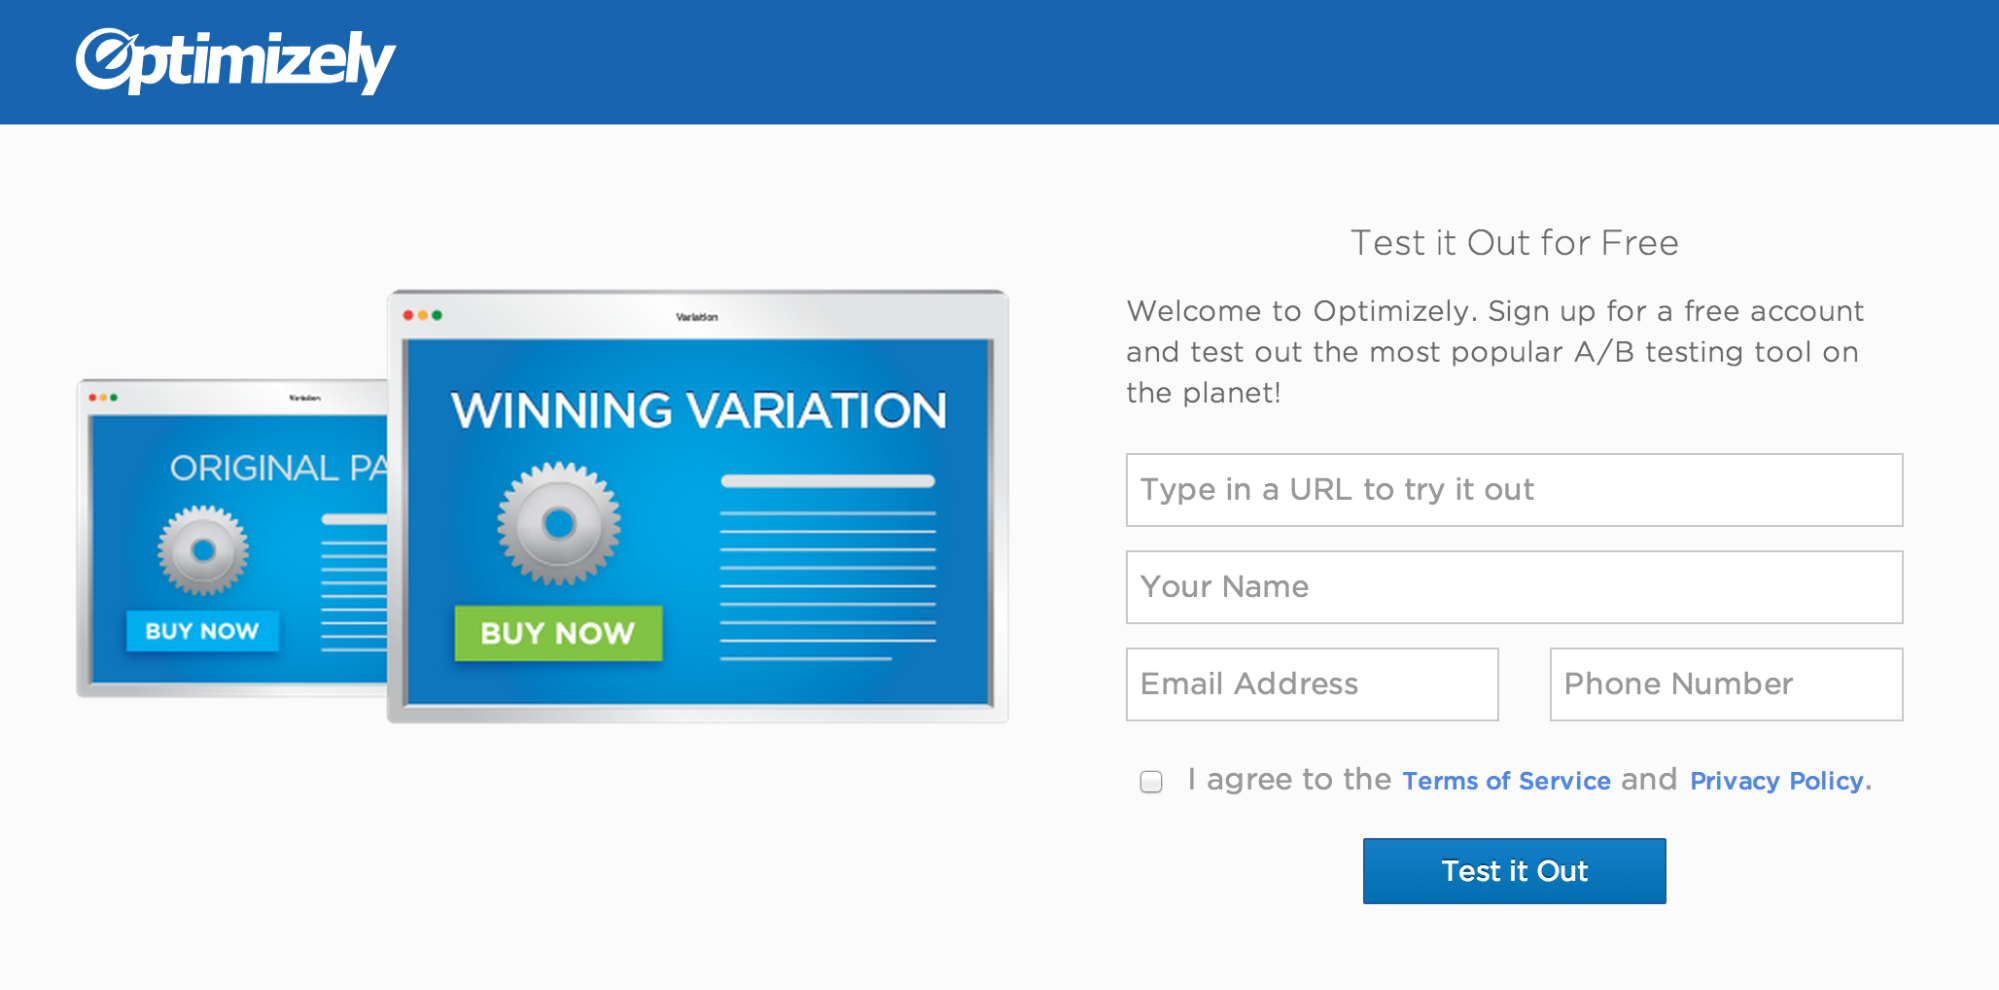 Optimizely
Variation
ORIGINAL PA
BUY NOW
Variation
WINNING VARIATION
BUY NOW
Test it Out for Free
Welcome to Optimizely. Sign up for a free account
and test out the most popular A/B testing tool on
the planet!
Type in a URL to try it out
Your Name
Email Address Phone Number
I agree to the Terms of Service and Privacy Policy.
Test it Out